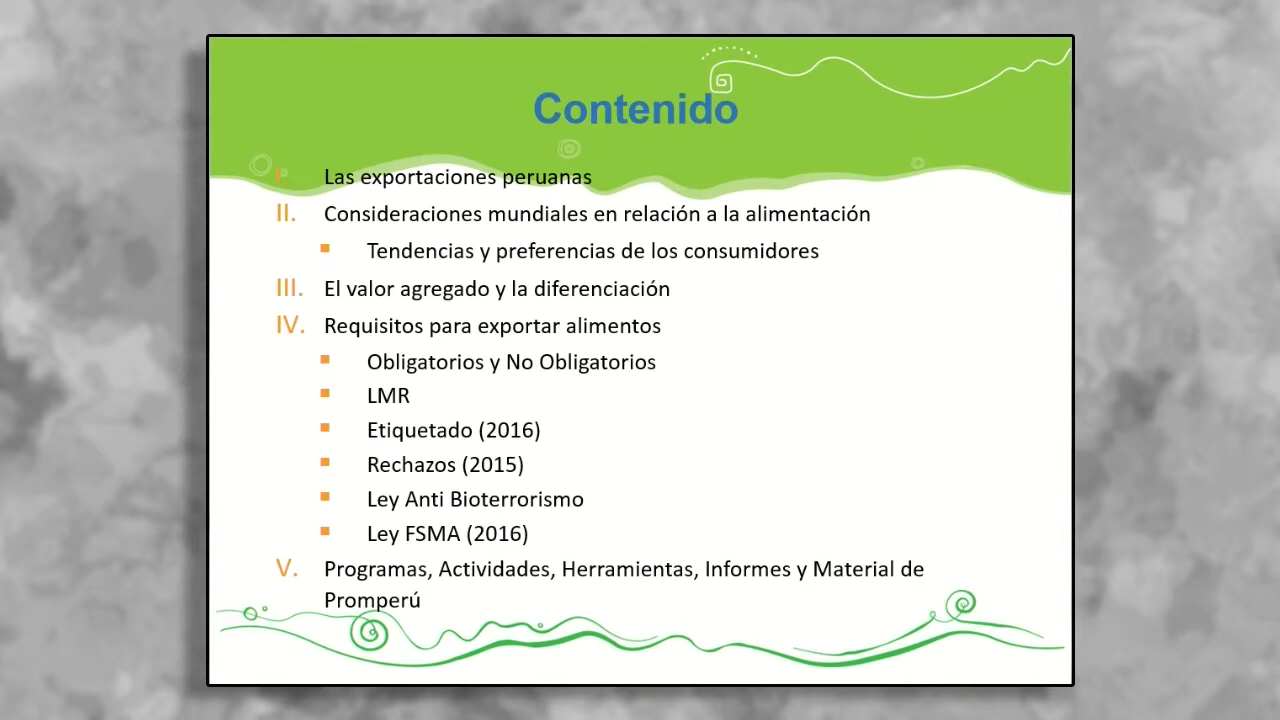 Contenido
I. Las exportaciones peruanas
II. Consideraciones mundiales en relación a la alimentación
▪ Tendencias y preferencias de los consumidores
III. El valor agregado y la diferenciación
IV. Requisitos para exportar alimentos
▪ Obligatorios y No Obligatorios
▪ LMR
▪ Etiquetado (2016)
▪ Rechazos (2015)
▪ Ley Anti Bioterrorismo
▪ Ley FSMA (2016)
V. Programas, Actividades, Herramientas, Informes y Material de
Promperú